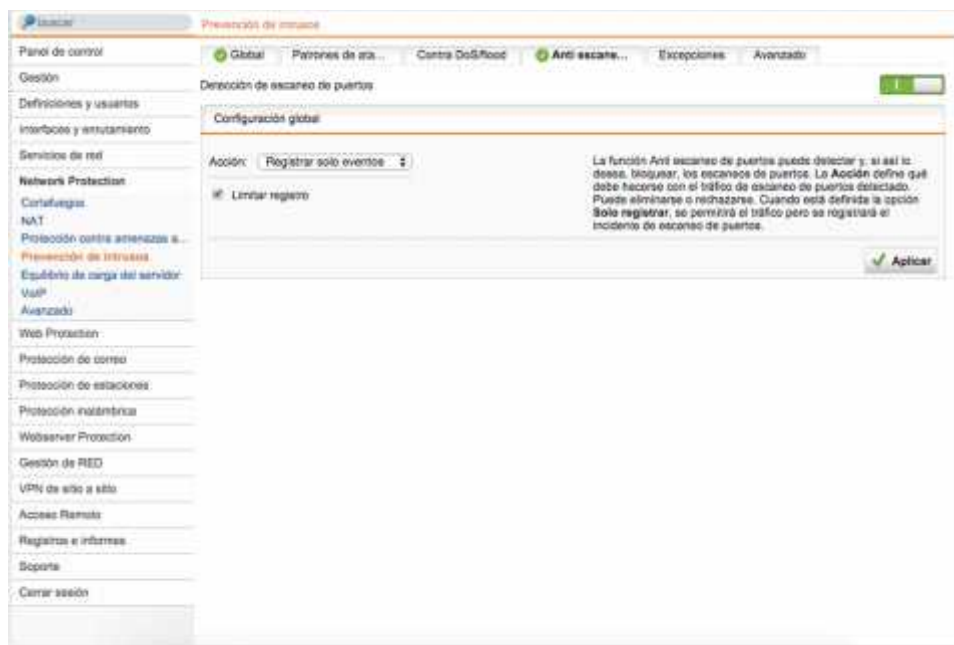 buscar
Panel de control
Gestión
Definiciones y usuarios
Interfaces y enrutamiento
Servicios de red
Network Protection
Cortafuegos
NAT
Protección contra amenazas a...
Prevención de intrusos
Equilibrio de carga del servidor
VoIP
Avanzado
Web Protection
Protección de correo
Protección de estaciones
Protección inalámbrica
Webserver Protection
Gestión de RED
VPN de sitio a sitio
Acceso Remoto
Registros e informes
Soporte
Cerrar sesión
Prevención de intrusos
Global Patrones de ata... Contra DoS/flood Anti escane... Excepciones Avanzado
Detección de escaneo de puertos
Configuración global
Acción: Registrar solo eventos
Limitar registro
La función Anti escaneo de puertos puede detectar y, si así lo
desea, bloquear, los escaneos de puertos. La Acción define qué
debe hacerse con el tráfico de escaneo de puertos detectado.
Puede eliminarse o rechazarse. Cuando está definida la opción
Solo registrar, se permitirá el tráfico pero se registrará el
incidente de escaneo de puertos.
Aplicar